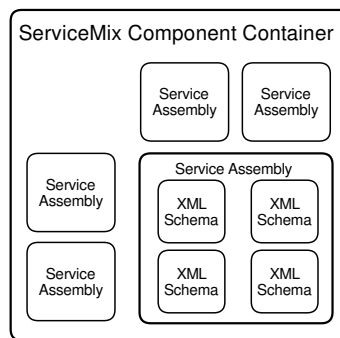 ServiceMix Component Container
Service
Assembly
Service
Assembly
Service
Assembly
Service
Assembly
Service Assembly
XML
Schema
XML
Schema
XML
Schema
XML
Schema